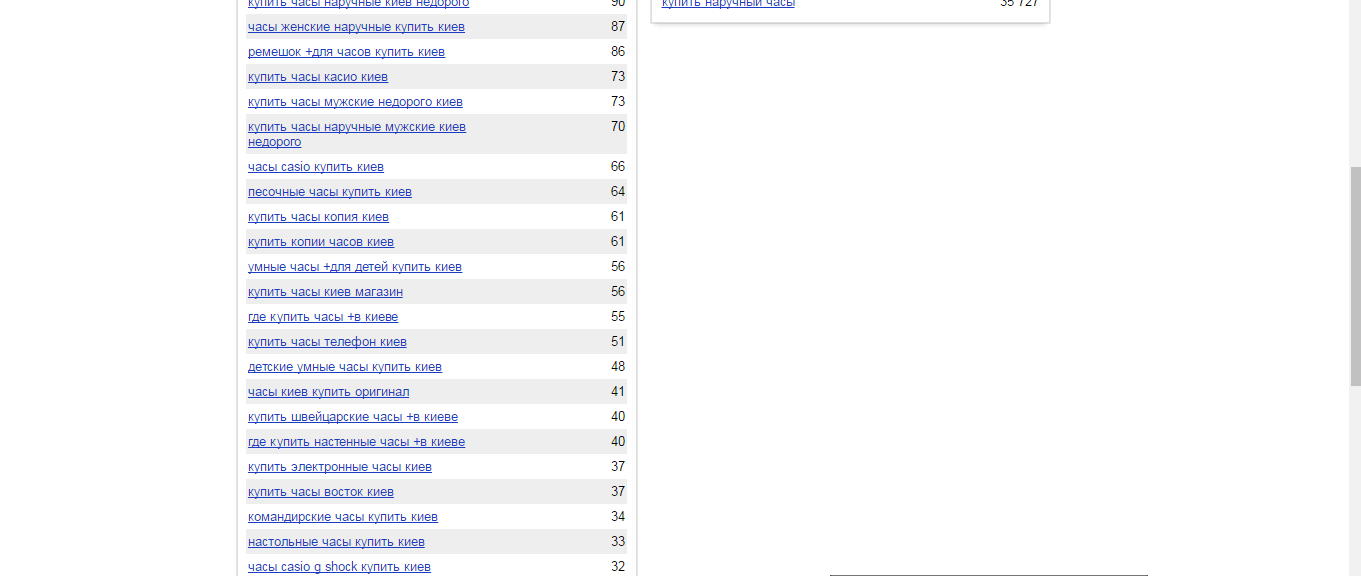 купить часы наручные киев недорого 90
часы женские наручные купить киев 87
ремешок +для часов купить киев 86
купить часы касио киев 73
купить часы мужские недорого киев 73
купить часы наручные мужские киев 70
недорого
часы casio купить киев 66
песочные часы купить киев 64
купить часы копия киев 61
купить копии часов киев 61
умные часы +для детей купить киев 56
купить часы киев магазин 56
где купить часы +в киеве 55
купить часы телефон киев 51
детские умные часы купить киев 48
часы киев купить оригинал 41
купить швейцарские часы +в киеве 40
где купить настенные часы +в киеве 40
купить электронные часы киев 37
купить часы восток киев 37
командирские часы купить киев 34
настольные часы купить киев 33
часы casio g shock купить киев 32
купить наручный часы 35 727